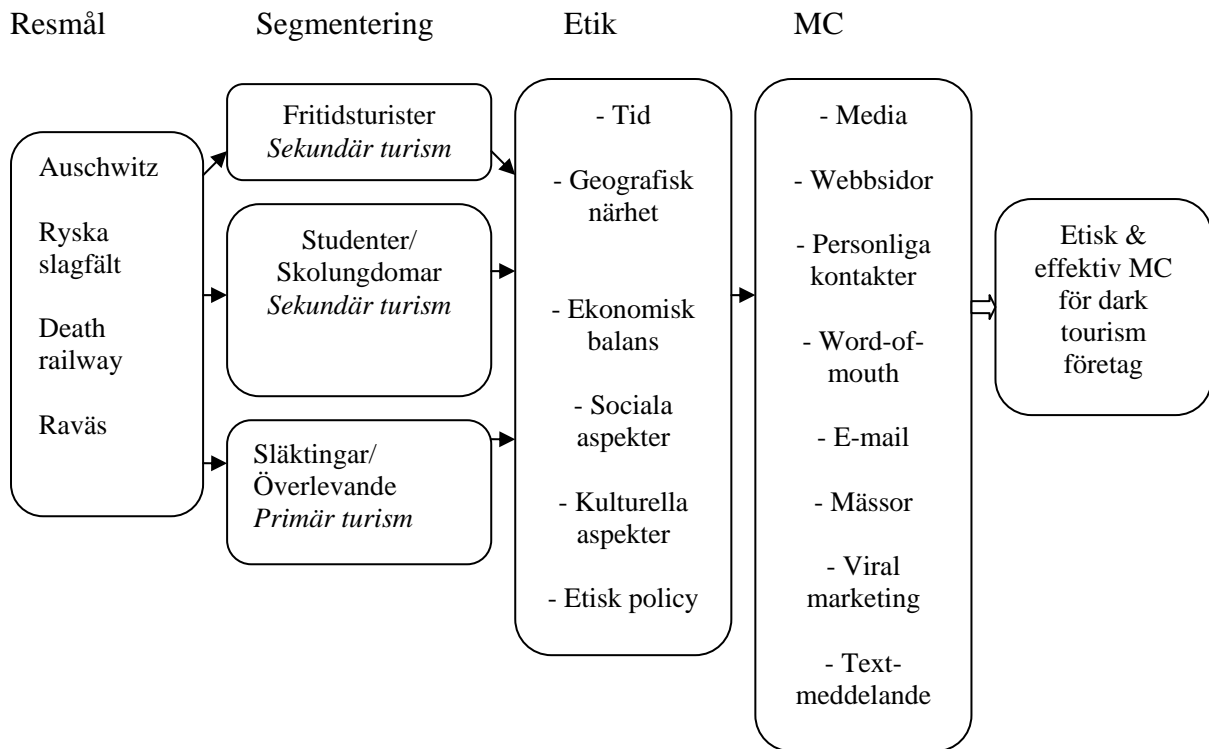 Resmål
Segmentering
Etik
MC
Auschwitz
Ryska
slagfält
Death
railway
Raväs
Fritidsturister
Sekundär turism
Studenter/
Skolungdomar
Sekundär turism
Släktingar/
Överlevande
Primär turism
- Tid
- Geografisk
närhet
- Ekonomisk
balans
- Sociala
aspekter
- Kulturella
aspekter
- Etisk policy
- Media
- Webbsidor
- Personliga
kontakter
- Word-of-
mouth
- E-mail
- Mässor
- Viral
marketing
- Text-
meddelande
Etisk &
effektiv MC
för dark
tourism
företag